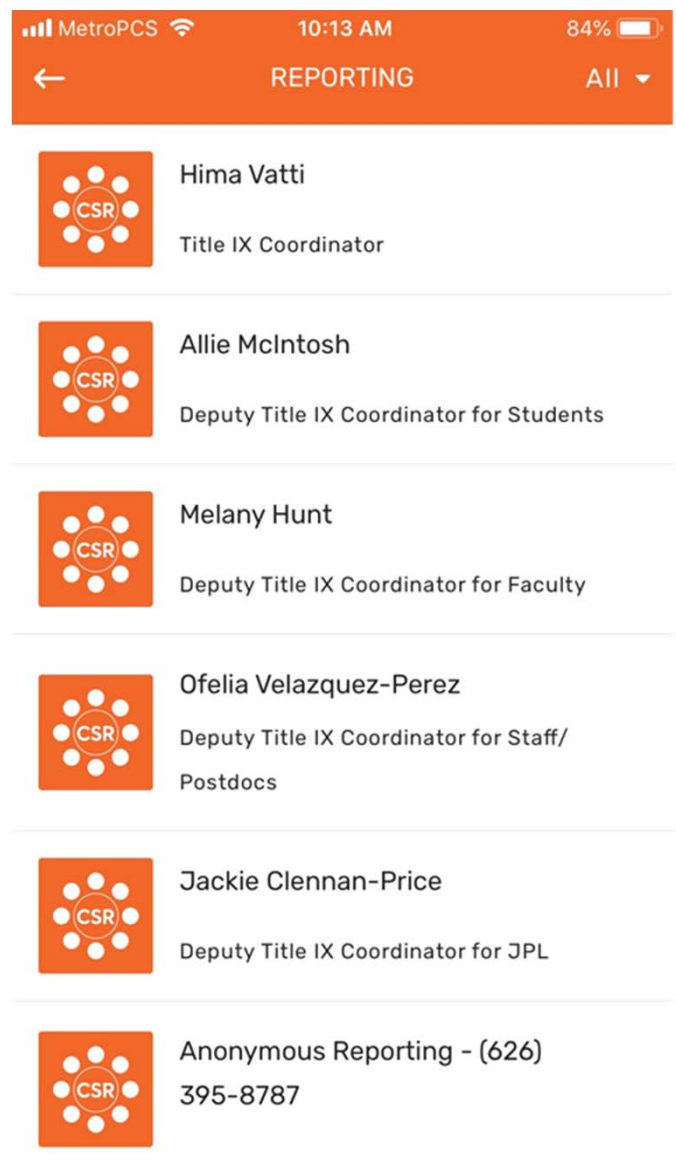 MetroPCS 10:13 AM 84%
REPORTING All
Hima Vatti
CSR
Title IX Coordinator
Allie McIntosh
CSR
Deputy Title IX Coordinator for Students
Melany Hunt
CSR
Deputy Title IX Coordinator for Faculty
Ofelia Velazquez-Perez
CSR
Deputy Title IX Coordinator for Staff/
Postdocs
Jackie Clennan-Price
CSR
Deputy Title IX Coordinator for JPL
Anonymous Reporting - (626)
CSR
395-8787